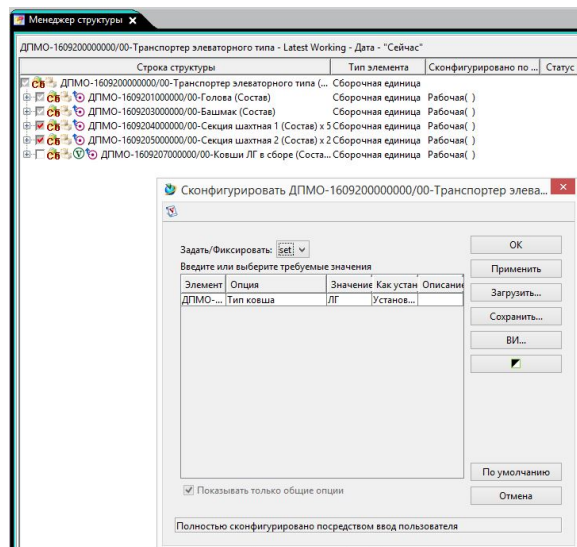 Менеджер структуры
ДПМО-1609200000000/00-Транспортер элеваторного типа - Latest Working - Дата - "Сейчас"
Строка структуры Тип элемента Сконфигурировано по ... Статус
ДПМО-1609200000000/00-Транспортер элеваторного типа (... Сборочная единица
ДПМО-1609201000000/00-Голова (Состав) Сборочная единица Рабочая( )
ДПМО-1609203000000/00-Башмак (Состав) Сборочная единица Рабочая( )
ДПМО-1609204000000/00-Секция шахтная 1 (Состав) x 5 Сборочная единица Рабочая( )
ДПМО-1609205000000/00-Секция шахтная 2 (Состав) x 2 Сборочная единица Рабочая( )
ДПМО-1609207000000/00-Ковши ЛГ в сборе (Соста... Сборочная единица Рабочая( )
Сконфигурировать ДПМО-1609200000000/00-Транспортер элева...
Задать/Фиксировать: set
Введите или выберите требуемые значения
Элемент Опция Значение Как устан Описание
ДПМО-... Тип ковша ЛГ Установ...
OK
Применить
Загрузить...
Сохранить...
ВИ...
По умолчанию
Отмена
Показывать только общие опции
Полностью сконфигурировано посредством ввод пользователя